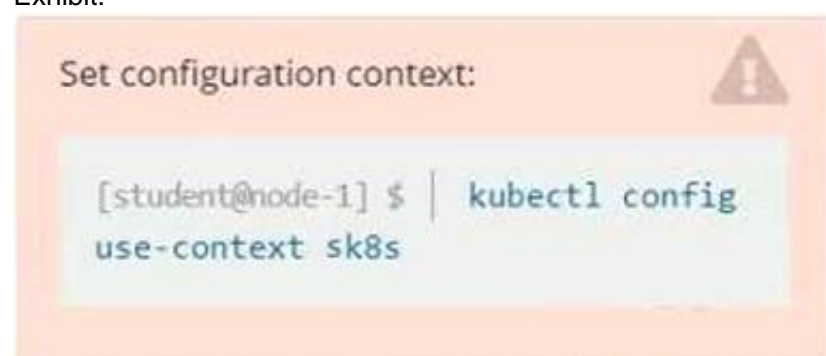 Exhibit:
Set configuration context:
[student@node-1] $ | kubectl config
use-context sk8s